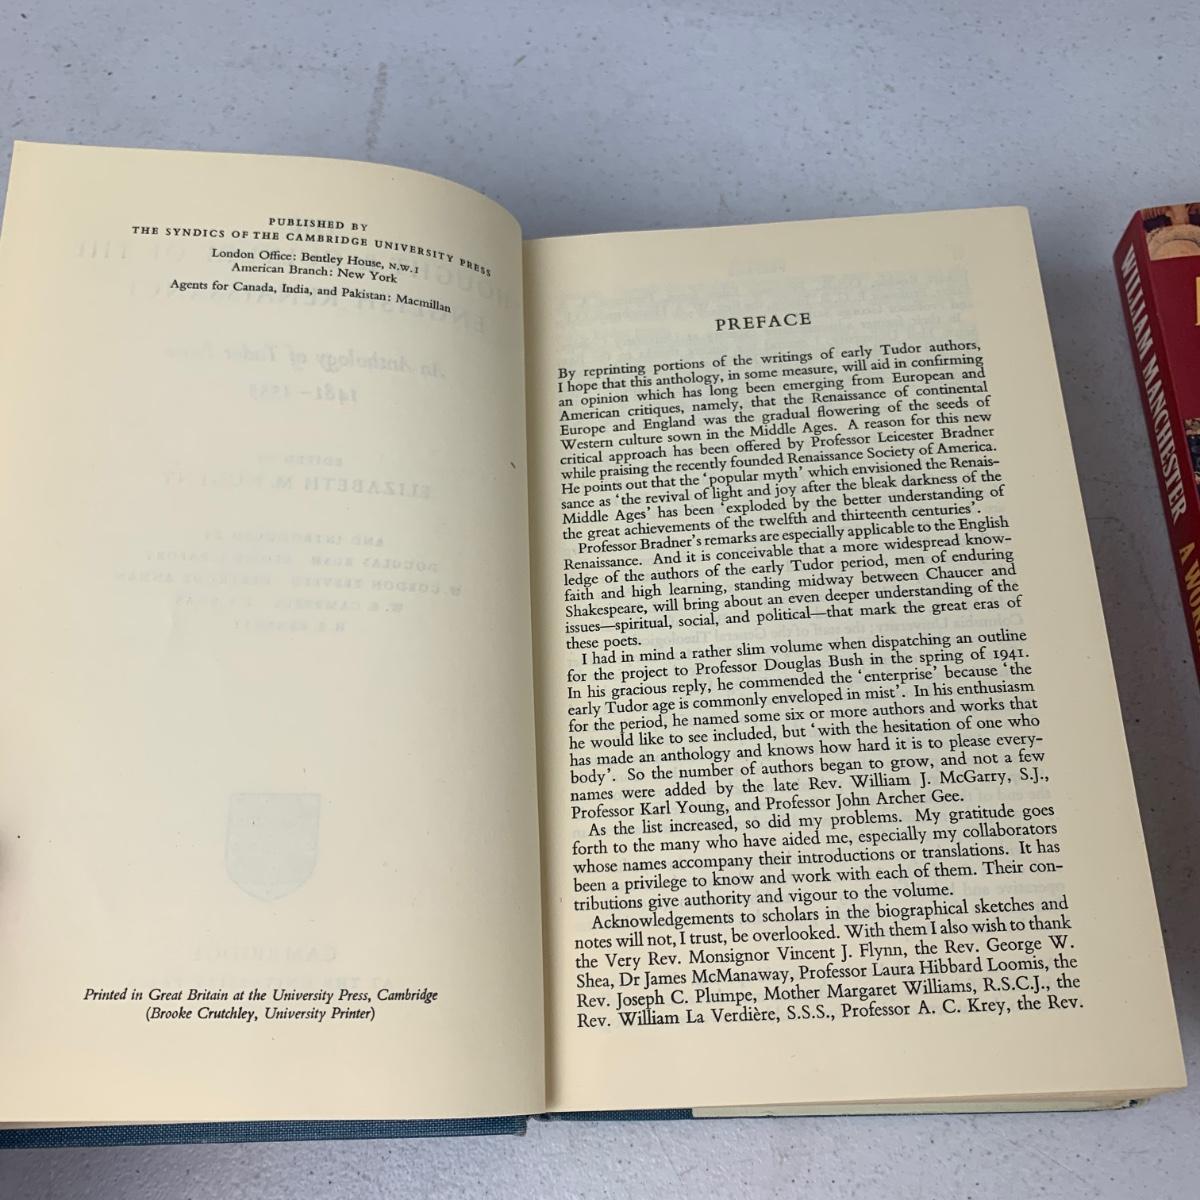 PUBLISHED BY
THE SYNDICS OF THE CAMBRIDGE UNIVERSITY PRESS
London Office: Bentley House, N.W.1
American Branch: New York
Agents for Canada, India, and Pakistan: Macmillan
Printed in Great Britain at the University Press, Cambridge
(Brooke Crutchley, University Printer)
PREFACE
By reprinting portions of the writings of early Tudor authors,
I hope that this anthology, in some measure, will aid in confirming
an opinion which has long been emerging from European and
American critiques, namely, that the Renaissance of continental
Europe and England was the gradual flowering of the seeds of
Western culture sown in the Middle Ages. A reason for this new
critical approach has been offered by Professor Leicester Bradner
while praising the recently founded Renaissance Society of America.
He points out that the ‘popular myth’ which envisioned the Renais-
sance as ‘the revival of light and joy after the bleak darkness of the
Middle Ages’ has been ‘exploded by the better understanding of
the great achievements of the twelfth and thirteenth centuries’.
Professor Bradner's remarks are especially applicable to the English
Renaissance. And it is conceivable that a more widespread know-
ledge of the authors of the early Tudor period, men of enduring
faith and high learning, standing midway between Chaucer and
Shakespeare, will bring about an even deeper understanding of the
issues—spiritual, social, and political—that mark the great eras of
these poets.
I had in mind a rather slim volume when dispatching an outline
for the project to Professor Douglas Bush in the spring of 1941.
In his gracious reply, he commended the ‘enterprise’ because ‘the
early Tudor age is commonly enveloped in mist’. In his enthusiasm
for the period, he named some six or more authors and works that
he would like to see included, but ‘with the hesitation of one who
has made an anthology and knows how hard it is to please every-
body’. So the number of authors began to grow, and not a few
names were added by the late Rev. William J. McGarry, S.J.,
Professor Karl Young, and Professor John Archer Gee.
As the list increased, so did my problems. My gratitude goes
forth to the many who have aided me, especially my collaborators
whose names accompany their introductions or translations. It has
been a privilege to know and work with each of them. Their con-
tributions give authority and vigour to the volume.
Acknowledgements to scholars in the biographical sketches and
notes will not, I trust, be overlooked. With them I also wish to thank
the Very Rev. Monsignor Vincent J. Flynn, the Rev. George W.
Shea, Dr James McManaway, Professor Laura Hibbard Loomis, the
Rev. Joseph C. Plumpe, Mother Margaret Williams, R.S.C.J., the
Rev. William La Verdière, S.S.S., Professor A. C. Krey, the Rev.
WILLIAM MANCHESTER
A WOR